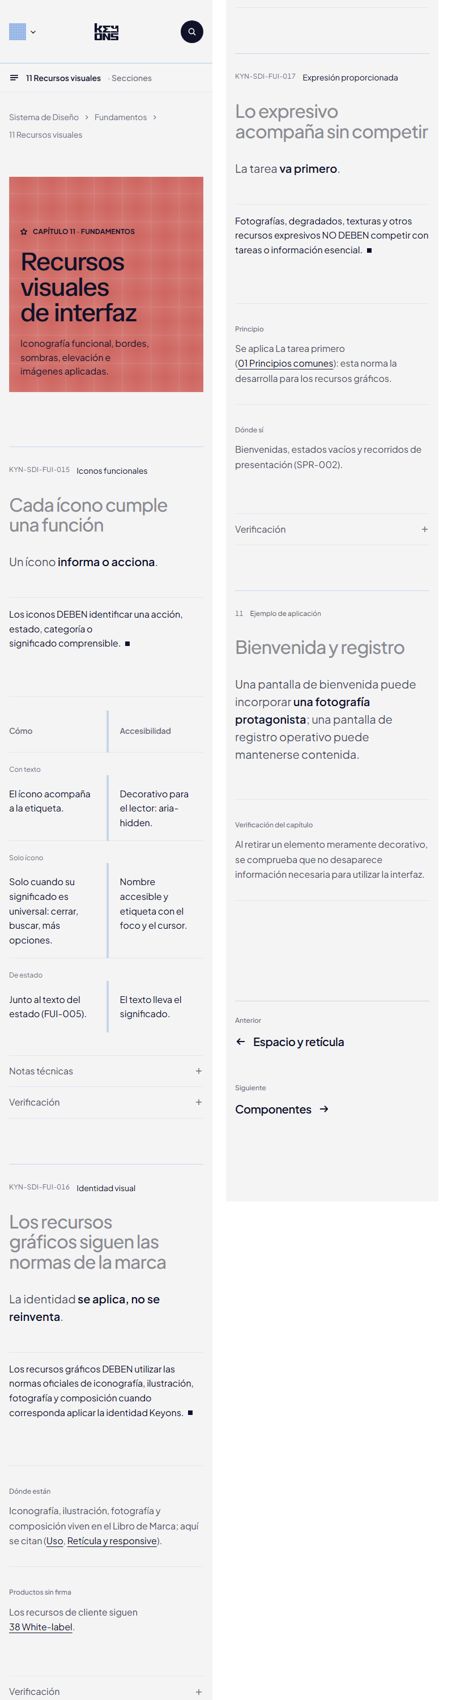 KEYONS
11 Recursos visuales · Secciones
Sistema de Diseño > Fundamentos >
11 Recursos visuales
CAPÍTULO 11 · FUNDAMENTOS
Recursos
visuales
de interfaz
Iconografía funcional, bordes,
sombras, elevación e
imágenes aplicadas.
KYN-SDI-FUI-015 Iconos funcionales
Cada ícono cumple
una función
Un ícono informa o acciona.
Los iconos DEBEN identificar una acción,
estado, categoría o
significado comprensible.
Cómo
Accesibilidad
Con texto
El ícono acompaña
a la etiqueta.
Decorativo para
el lector: aria-
hidden.
Solo ícono
Solo cuando su
significado es
universal: cerrar,
buscar, más
opciones.
Nombre
accesible y
etiqueta con el
foco y el cursor.
De estado
Junto al texto del
estado (FUI-005).
El texto lleva el
significado.
Notas técnicas +
Verificación +
KYN-SDI-FUI-016 Identidad visual
Los recursos
gráficos siguen las
normas de la marca
La identidad se aplica, no se
reinventa.
Los recursos gráficos DEBEN utilizar las
normas oficiales de iconografía, ilustración,
fotografía y composición cuando
corresponda aplicar la identidad Keyons.
Dónde están
Iconografía, ilustración, fotografía y
composición viven en el Libro de Marca; aquí
se citan (Uso, Retícula y responsive).
Productos sin firma
Los recursos de cliente siguen
38 White-label.
Verificación +
KYN-SDI-FUI-017 Expresión proporcionada
Lo expresivo
acompaña sin competir
La tarea va primero.
Fotografías, degradados, texturas y otros
recursos expresivos NO DEBEN competir con
tareas o información esencial.
Principio
Se aplica La tarea primero
(01 Principios comunes): esta norma la
desarrolla para los recursos gráficos.
Dónde sí
Bienvenidas, estados vacíos y recorridos de
presentación (SPR-002).
Verificación +
11 Ejemplo de aplicación
Bienvenida y registro
Una pantalla de bienvenida puede
incorporar una fotografía
protagonista; una pantalla de
registro operativo puede
mantenerse contenida.
Verificación del capítulo
Al retirar un elemento meramente decorativo,
se comprueba que no desaparece
información necesaria para utilizar la interfaz.
Anterior
← Espacio y retícula
Siguiente
Componentes →